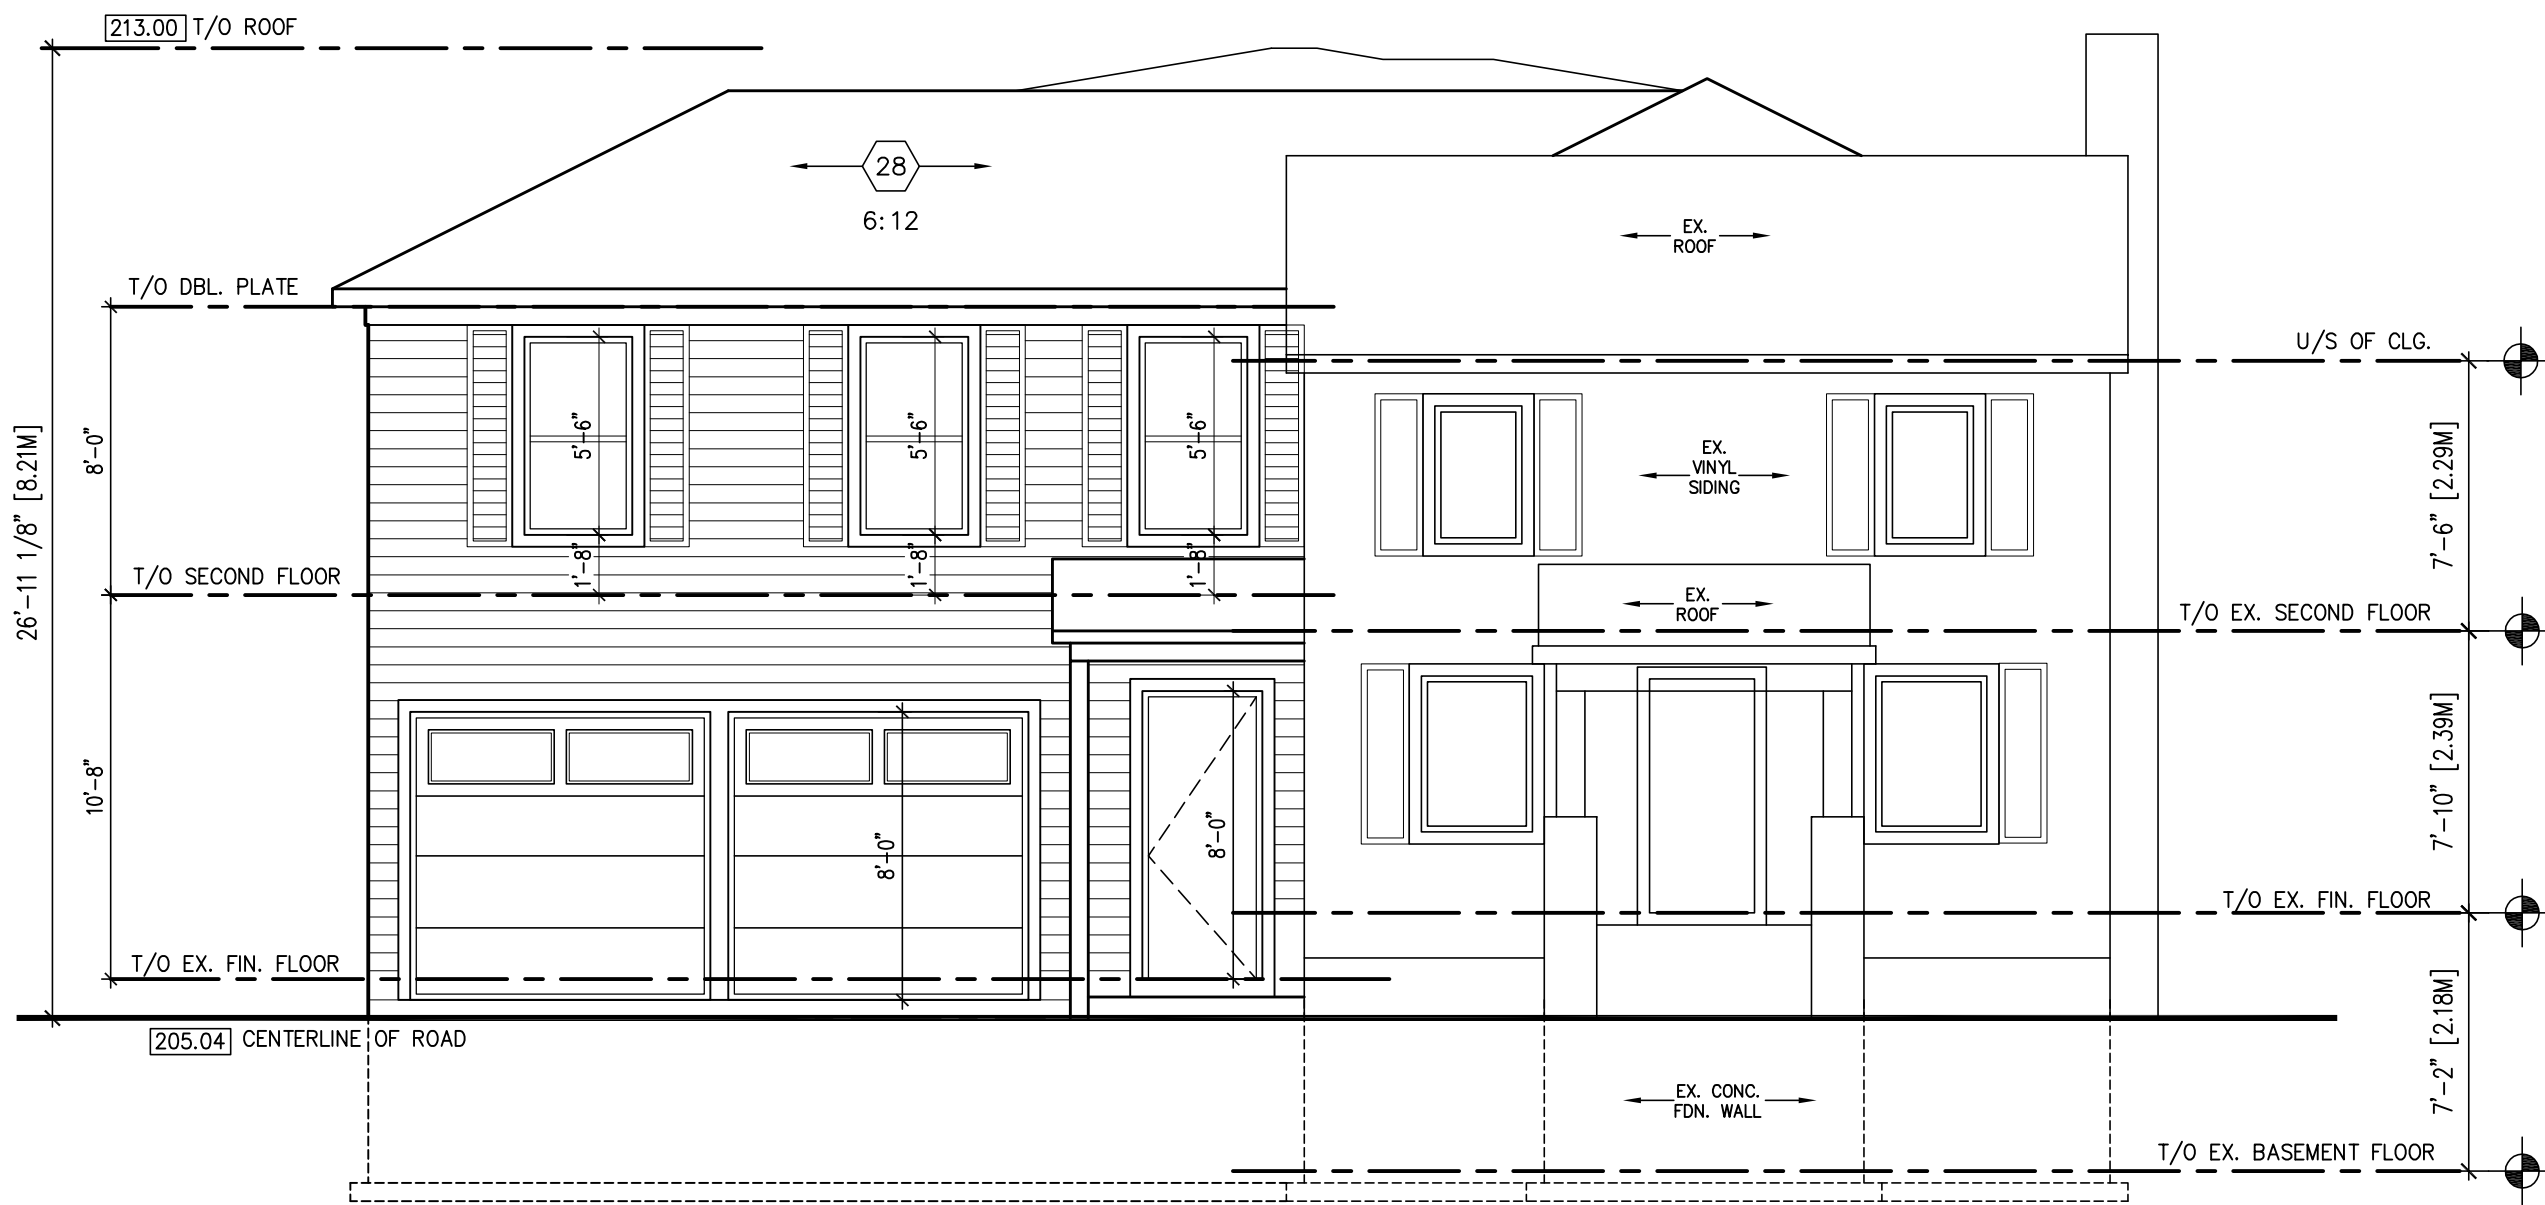 213.00 T/O ROOF
28
6:12
EX.
ROOF
T/O DBL. PLATE
U/S OF CLG.
26'-11 1/8" [8.21M]
8'-0"
5'-6"
5'-6"
5'-6"
EX.
VINYL
SIDING
7'-6" [2.29M]
1'-8"
1'-8"
1'-8"
T/O SECOND FLOOR
EX.
ROOF
T/O EX. SECOND FLOOR
10'-8"
8'-0"
8'-0"
7'-10" [2.39M]
T/O EX. FIN. FLOOR
T/O EX. FIN. FLOOR
205.04 CENTERLINE OF ROAD
7'-2" [2.18M]
EX. CONC.
FDN. WALL
T/O EX. BASEMENT FLOOR